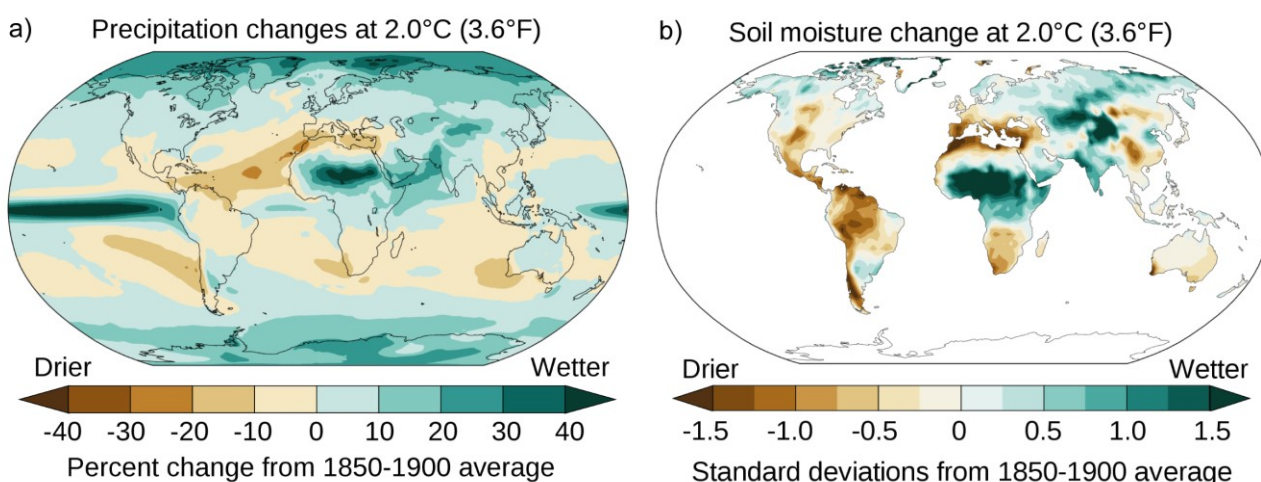 a) Precipitation changes at 2.0°C (3.6°F)
Drier Wetter
-40 -30 -20 -10 0 10 20 30 40
Percent change from 1850-1900 average
b) Soil moisture change at 2.0°C (3.6°F)
Drier Wetter
-1.5 -1.0 -0.5 0 0.5 1.0 1.5
Standard deviations from 1850-1900 average